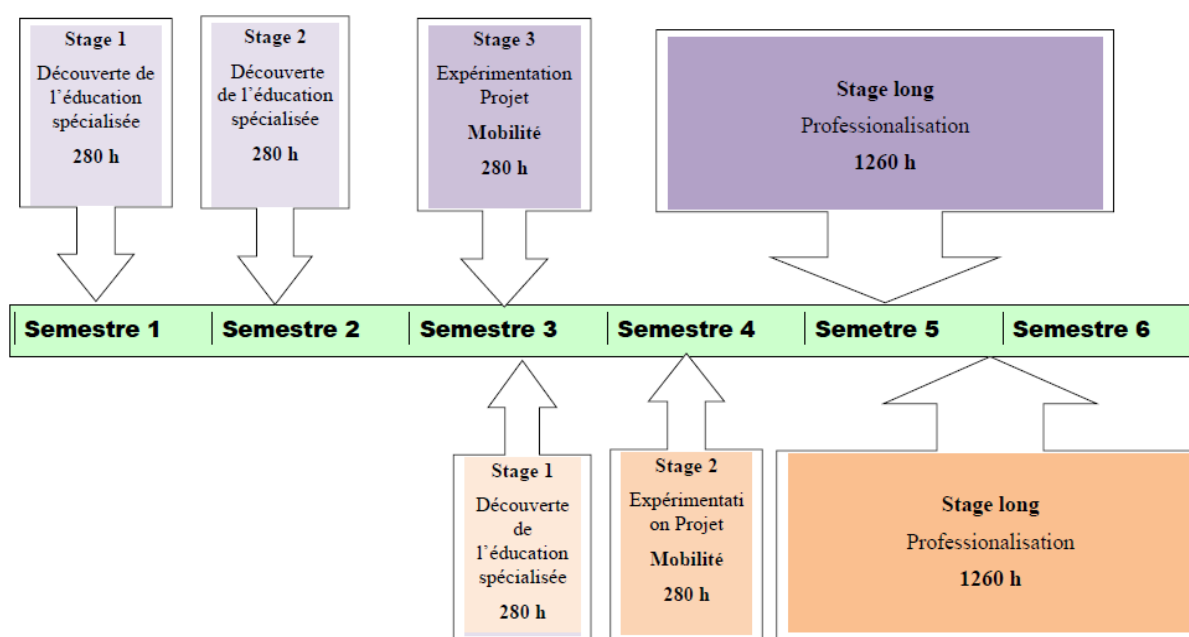 Stage 1
Découverte de
l'éducation
spécialisée
280 h
Stage 2
Découverte
de l'éducation
spécialisée
280 h
Stage 3
Expérimentation
Projet
Mobilité
280 h
Stage long
Professionalisation
1260 h
Semestre 1
Semestre 2
Semestre 3
Semestre 4
Semetre 5
Semestre 6
Stage 1
Découverte
de
l'éducation
spécialisée
280 h
Stage 2
Expérimentati
on Projet
Mobilité
280 h
Stage long
Professionalisation
1260 h